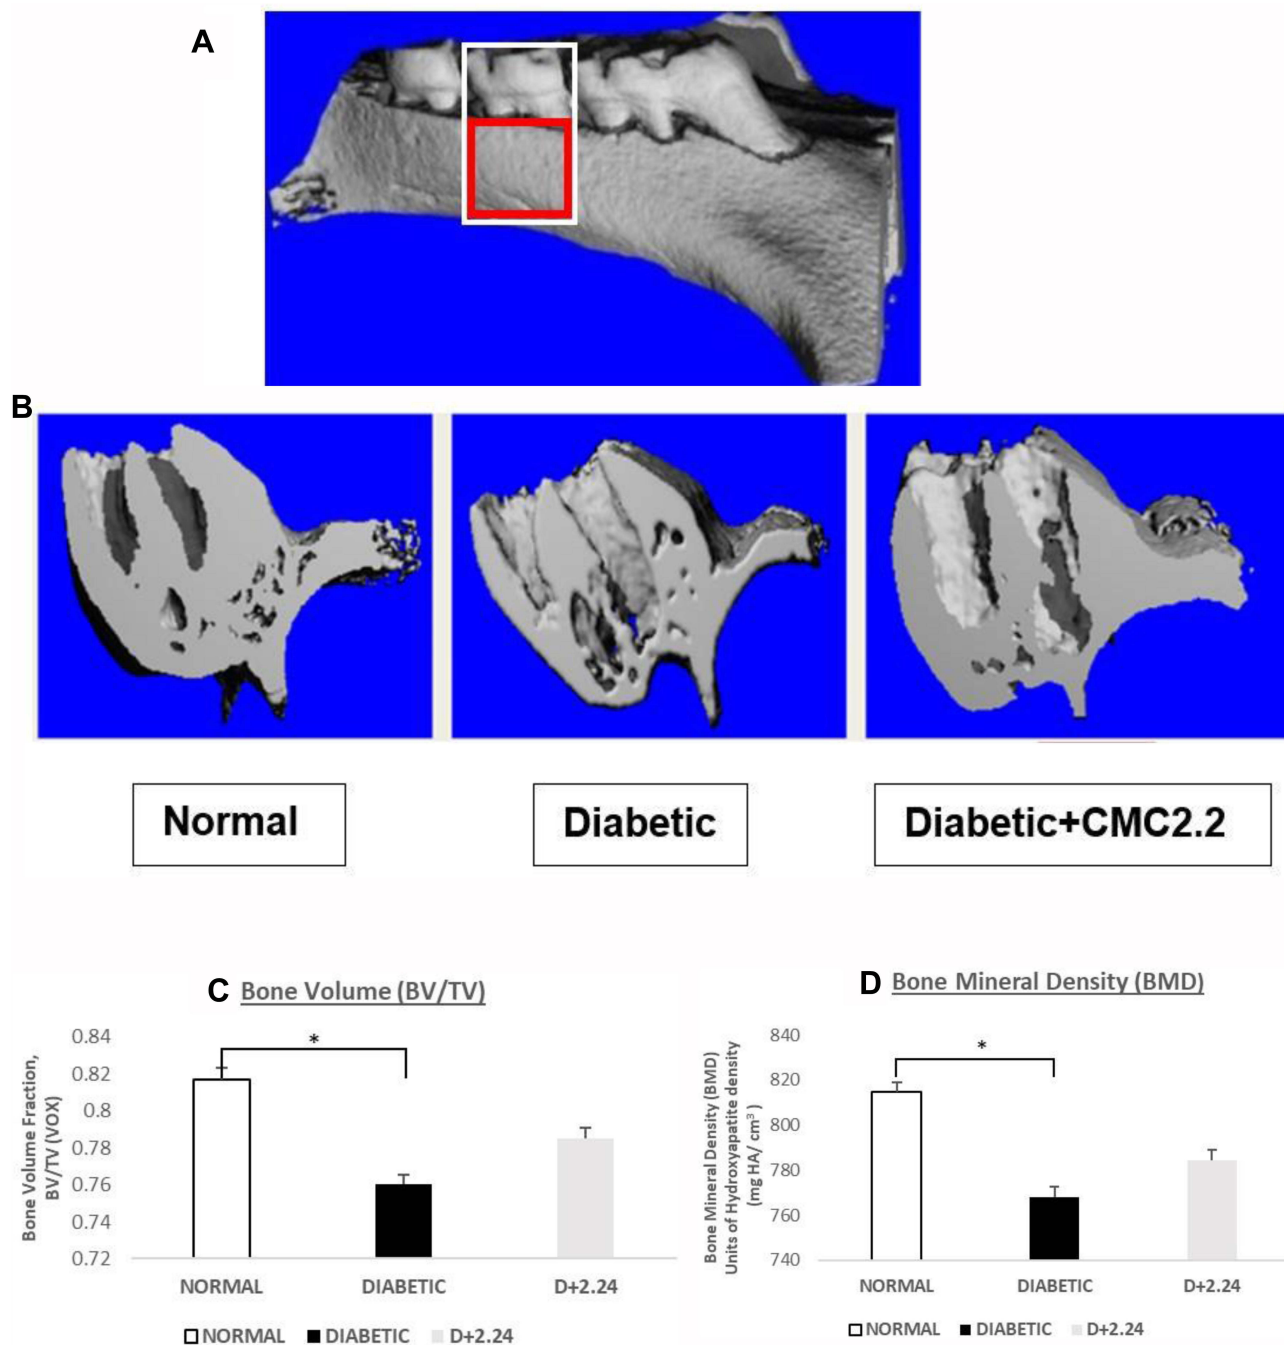 A
B
Normal
Diabetic
Diabetic+CMC2.2
C Bone Volume (BV/TV)
Bone Volume Fraction,
BV/TV (VOX)
0.84
0.82
0.8
0.78
0.76
0.74
0.72
*
NORMAL DIABETIC D+2.24
NORMAL DIABETIC D+2.24
D Bone Mineral Density (BMD)
Bone Mineral Density (BMD)
Units of Hydroxyapatite density
(mg HA/ cm³ )
840
820
800
780
760
740
*
NORMAL DIABETIC D+2.24
NORMAL DIABETIC D+2.24